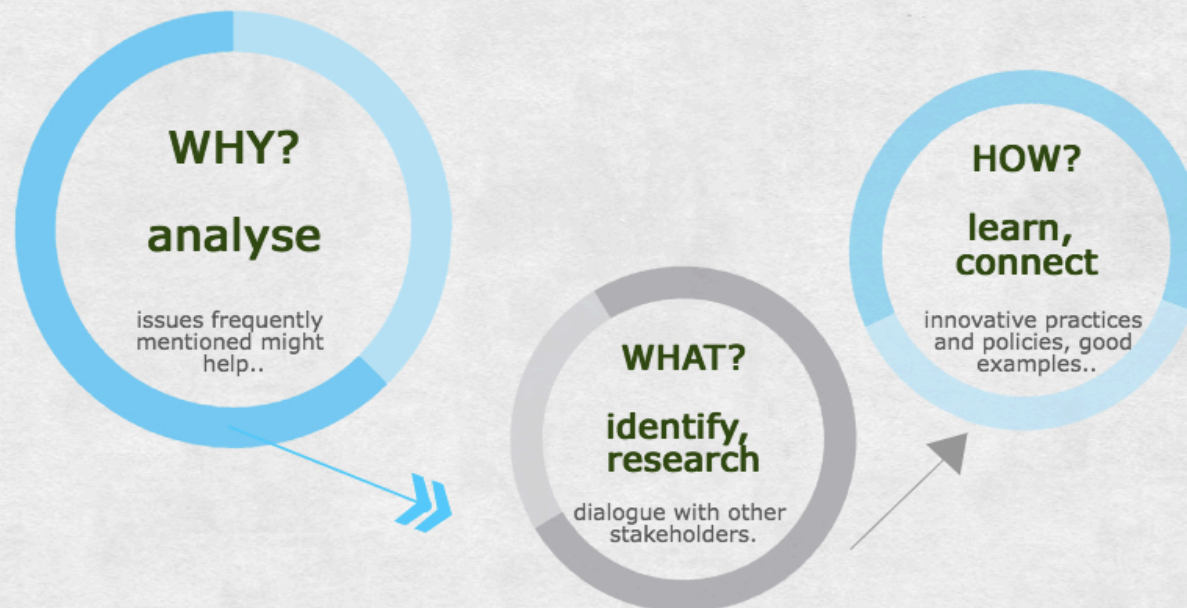 WHY?
analyse
issues frequently
mentioned might
help..
WHAT?
identify,
research
dialogue with other
stakeholders.
HOW?
learn,
connect
innovative practices
and policies, good
examples..